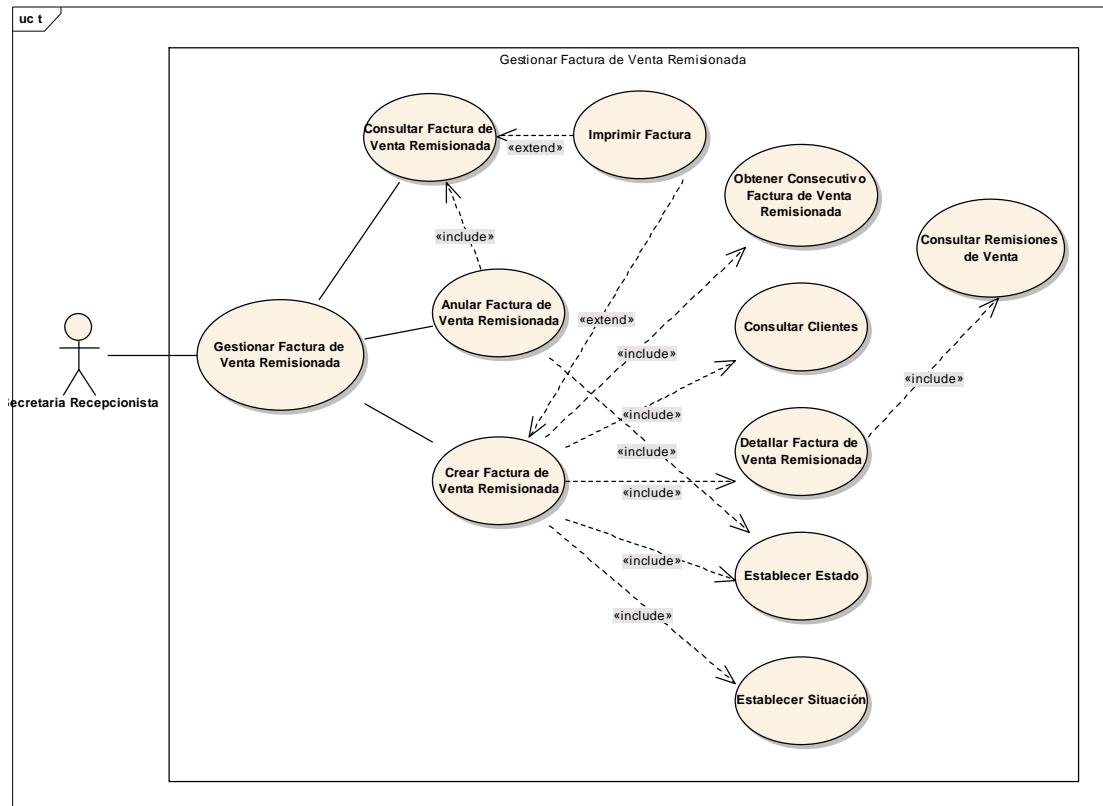 uc t
Gestionar Factura de Venta Remisionada
Consultar Factura de
Venta Remisionada
«extend»
Imprimir Factura
Obtener Consecutivo
Factura de Venta
Remisionada
Consultar Remisiones
de Venta
«include»
Anular Factura de
Venta Remisionada
«extend»
Consultar Clientes
Gestionar Factura de
Venta Remisionada
«include»
«include»
Secretaria Recepcionista
«include»
«include»
Detallar Factura de
Venta Remisionada
Crear Factura de
Venta Remisionada
«include»
«include»
Establecer Estado
«include»
Establecer Situación